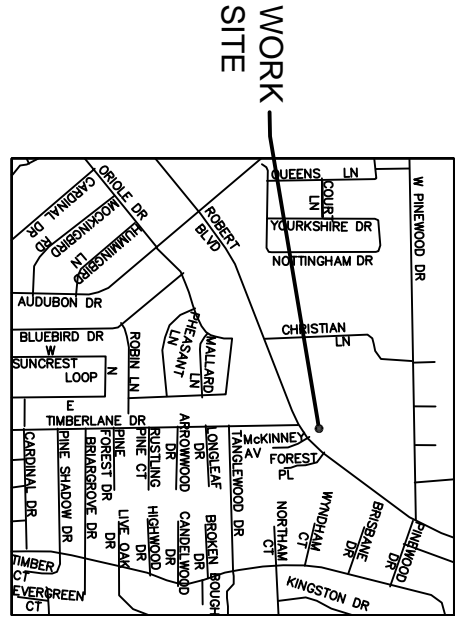 WORK
SITE
QUEENS LN
COURT
LN
YOURKSHIRE DR
NOTTINGHAM DR
W PINEWOOD DR
ORIOLE DR
CARDINAL DR
MOCKINGBIRD
RD
HUMMINGBIRD
LN
ROBERT
BLVD
AUDUBON DR
BLUEBIRD DR
W
SUNCREST
LOOP
N
E
ROBIN LN
PHEASANT
LN
MALLARD
LN
CHRISTIAN
LN
TIMBERLANE DR
McKINNEY
AV
FOREST
PL
CARDINAL DR
PINE SHADOW DR
BRIARGROVE DR
PINE
FOREST DR
RUSTLING
PINE CT
ARROWWOOD
DR
LONGLEAF
DR
TANGLEWOOD DR
LIVE OAK
DR
HIGHWOOD
DR
CANDELWOOD
DR
BROKEN BOUGH
NORTHAM
CT
WYNDHAM
CT
BRISBANE
DR
PINEWOOD
DR
KINGSTON DR
TIMBER
CT
EVERGREEN
CT